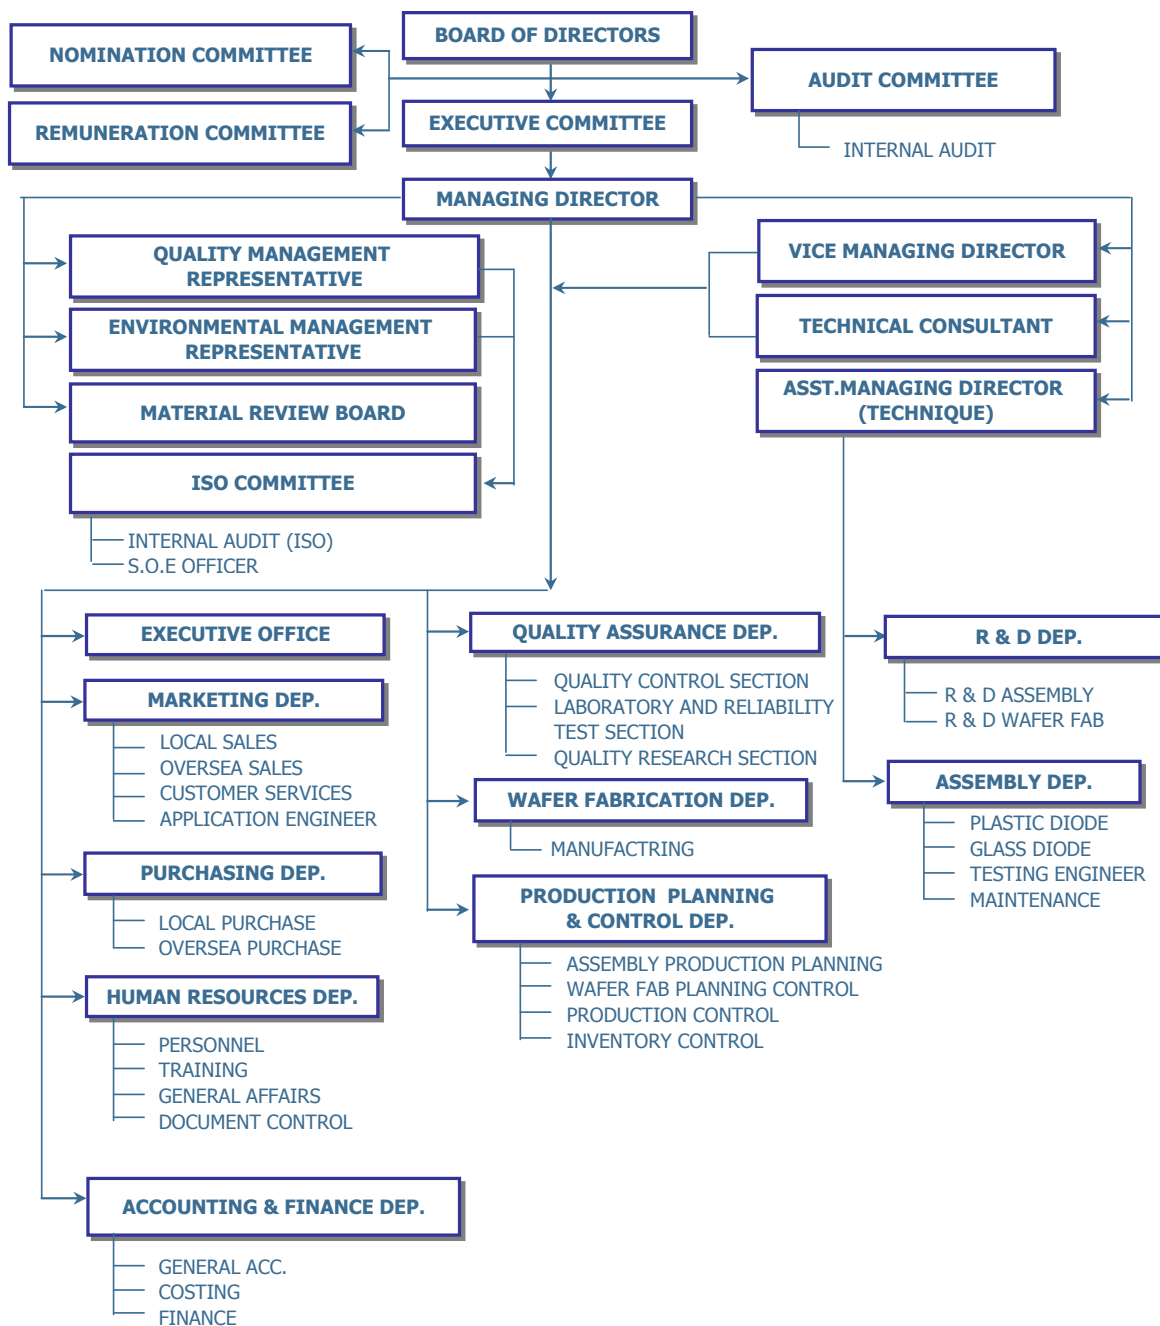 BOARD OF DIRECTORS
NOMINATION COMMITTEE
AUDIT COMMITTEE
REMUNERATION COMMITTEE
EXECUTIVE COMMITTEE
INTERNAL AUDIT
MANAGING DIRECTOR
QUALITY MANAGEMENT
REPRESENTATIVE
ENVIRONMENTAL MANAGEMENT
REPRESENTATIVE
MATERIAL REVIEW BOARD
ISO COMMITTEE
INTERNAL AUDIT (ISO)
S.O.E OFFICER
VICE MANAGING DIRECTOR
TECHNICAL CONSULTANT
ASST.MANAGING DIRECTOR
(TECHNIQUE)
EXECUTIVE OFFICE
MARKETING DEP.
LOCAL SALES
OVERSEA SALES
CUSTOMER SERVICES
APPLICATION ENGINEER
PURCHASING DEP.
LOCAL PURCHASE
OVERSEA PURCHASE
HUMAN RESOURCES DEP.
PERSONNEL
TRAINING
GENERAL AFFAIRS
DOCUMENT CONTROL
ACCOUNTING & FINANCE DEP.
GENERAL ACC.
COSTING
FINANCE
QUALITY ASSURANCE DEP.
QUALITY CONTROL SECTION
LABORATORY AND RELIABILITY
TEST SECTION
QUALITY RESEARCH SECTION
WAFER FABRICATION DEP.
MANUFACTRING
PRODUCTION PLANNING
& CONTROL DEP.
ASSEMBLY PRODUCTION PLANNING
WAFER FAB PLANNING CONTROL
PRODUCTION CONTROL
INVENTORY CONTROL
R & D DEP.
R & D ASSEMBLY
R & D WAFER FAB
ASSEMBLY DEP.
PLASTIC DIODE
GLASS DIODE
TESTING ENGINEER
MAINTENANCE